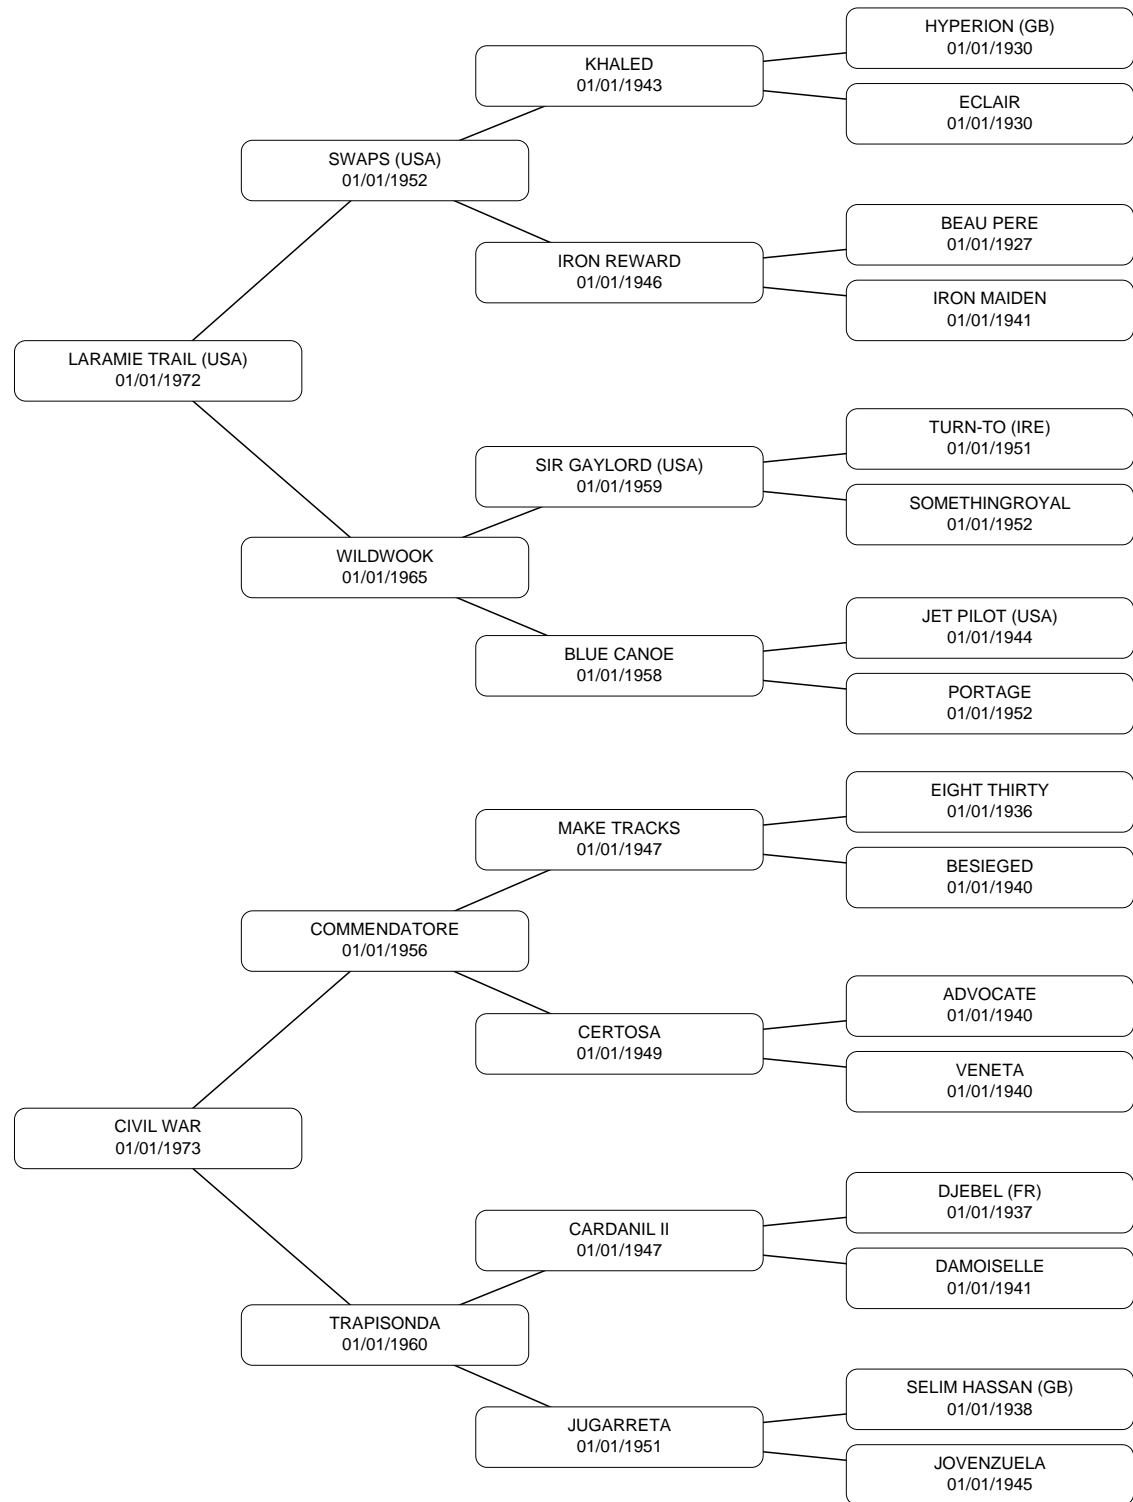 HYPERION (GB)
01/01/1930
KHALED
01/01/1943
ECLAIR
01/01/1930
SWAPS (USA)
01/01/1952
BEAU PERE
01/01/1927
IRON REWARD
01/01/1946
IRON MAIDEN
01/01/1941
LARAMIE TRAIL (USA)
01/01/1972
TURN-TO (IRE)
01/01/1951
SIR GAYLORD (USA)
01/01/1959
SOMETHINGROYAL
01/01/1952
WILDWOOK
01/01/1965
JET PILOT (USA)
01/01/1944
BLUE CANOE
01/01/1958
PORTAGE
01/01/1952
EIGHT THIRTY
01/01/1936
MAKE TRACKS
01/01/1947
BESIEGED
01/01/1940
COMMENDATORE
01/01/1956
ADVOCATE
01/01/1940
CERTOSA
01/01/1949
VENETA
01/01/1940
CIVIL WAR
01/01/1973
DJEBEL (FR)
01/01/1937
CARDANIL II
01/01/1947
DAMOISELLE
01/01/1941
TRAPISONDA
01/01/1960
SELIM HASSAN (GB)
01/01/1938
JUGARRETA
01/01/1951
JOVENZUELA
01/01/1945